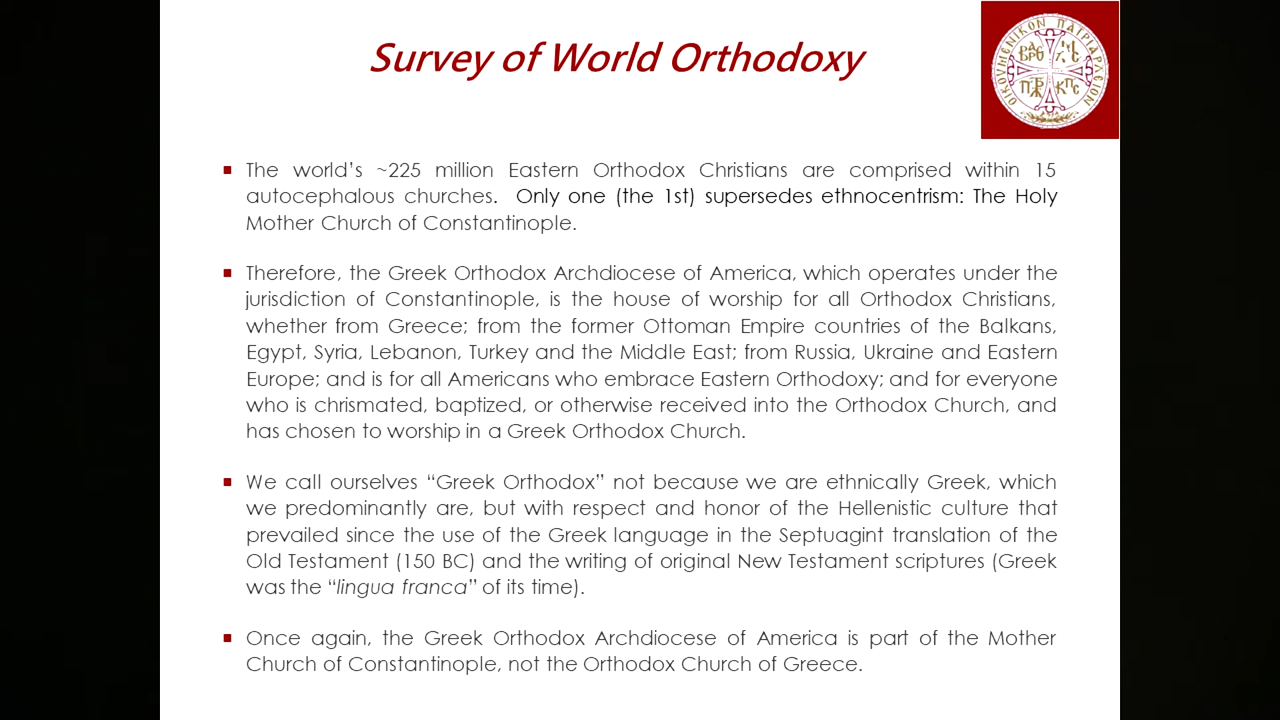 Survey of World Orthodoxy
ΟΙΚΟΥΜΕΝΙΚΟΝ ΠΑΤΡΙΑΡΧΕΙΟΝ
The world's ~225 million Eastern Orthodox Christians are comprised within 15
autocephalous churches. Only one (the 1st) supersedes ethnocentrism: The Holy
Mother Church of Constantinople.
Therefore, the Greek Orthodox Archdiocese of America, which operates under the
jurisdiction of Constantinople, is the house of worship for all Orthodox Christians,
whether from Greece; from the former Ottoman Empire countries of the Balkans,
Egypt, Syria, Lebanon, Turkey and the Middle East; from Russia, Ukraine and Eastern
Europe; and is for all Americans who embrace Eastern Orthodoxy; and for everyone
who is chrismated, baptized, or otherwise received into the Orthodox Church, and
has chosen to worship in a Greek Orthodox Church.
We call ourselves “Greek Orthodox” not because we are ethnically Greek, which
we predominantly are, but with respect and honor of the Hellenistic culture that
prevailed since the use of the Greek language in the Septuagint translation of the
Old Testament (150 BC) and the writing of original New Testament scriptures (Greek
was the “lingua franca” of its time).
Once again, the Greek Orthodox Archdiocese of America is part of the Mother
Church of Constantinople, not the Orthodox Church of Greece.